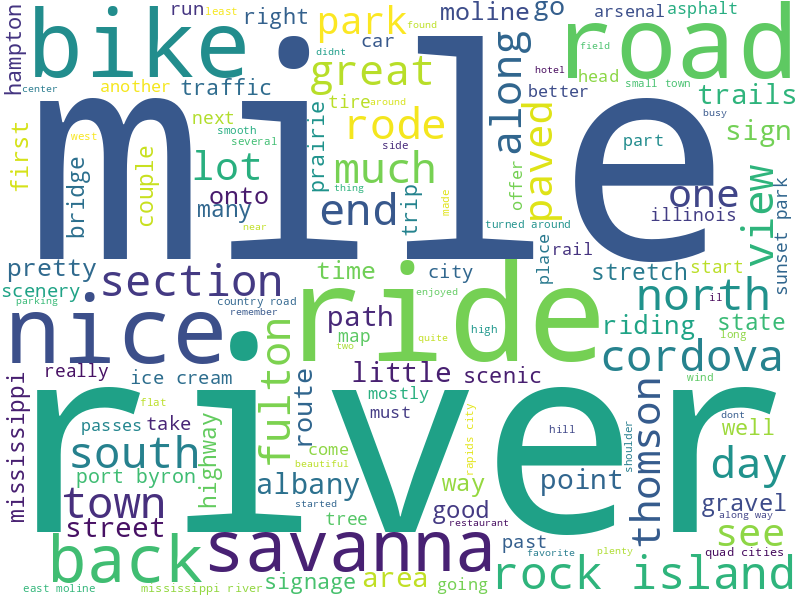 hampton
run
least
right
park
found
moline
go
arsenal
asphalt
bike
car
didnt
field
road
center
another
traffic
great
along
hotel
head
small town
trails
mile
tire
around
better
busy
first
next
smooth
several
rode
paved
sign
west
bridge
couple
lot
prairie
side
much
part
view
onto
many
thing
end
trip
made
offer
one
illinois
near
turned around
place
rail
sunset park
pretty
section
time
city
stretch
start
scenery
nice
ride
north
il
parking
country road
remember
enjoyed
path
map
quite
high
riding
state
long
two
fulton
cordova
really
ice cream
route
little
scenic
wind
mississippi
flat
mostly
must
river
passes
take
highway
hill
shoulder
dont
well
south
come
rapids city
beautiful
port byron
albany
way
point
thomson
day
town
started
good
gravel
street
restaurant
along way
tree
past
see
back
savanna
favorite
plenty
quad cities
east moline
mississippi river
signage
area
going
rock island